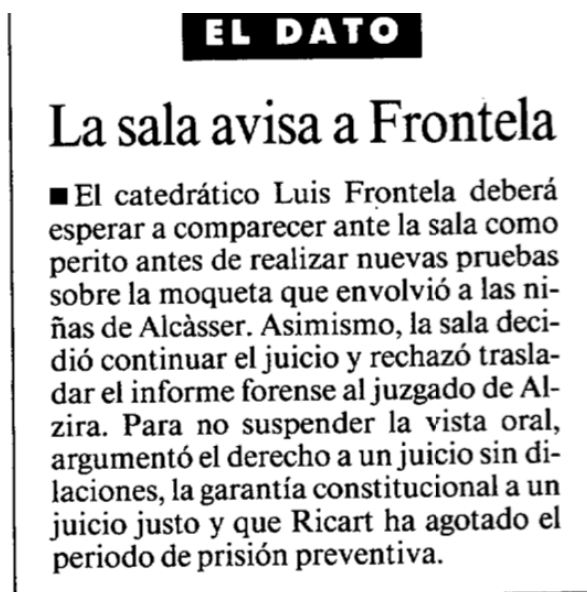 EL DATO
La sala avisa a Frontela
■ El catedrático Luis Frontela deberá
esperar a comparecer ante la sala como
perito antes de realizar nuevas pruebas
sobre la moqueta que envolvió a las ni-
ñas de Alcàsser. Asimismo, la sala deci-
dió continuar el juicio y rechazó trasla-
dar el informe forense al juzgado de Al-
zira. Para no suspender la vista oral,
argumentó el derecho a un juicio sin di-
laciones, la garantía constitucional a un
juicio justo y que Ricart ha agotado el
periodo de prisión preventiva.